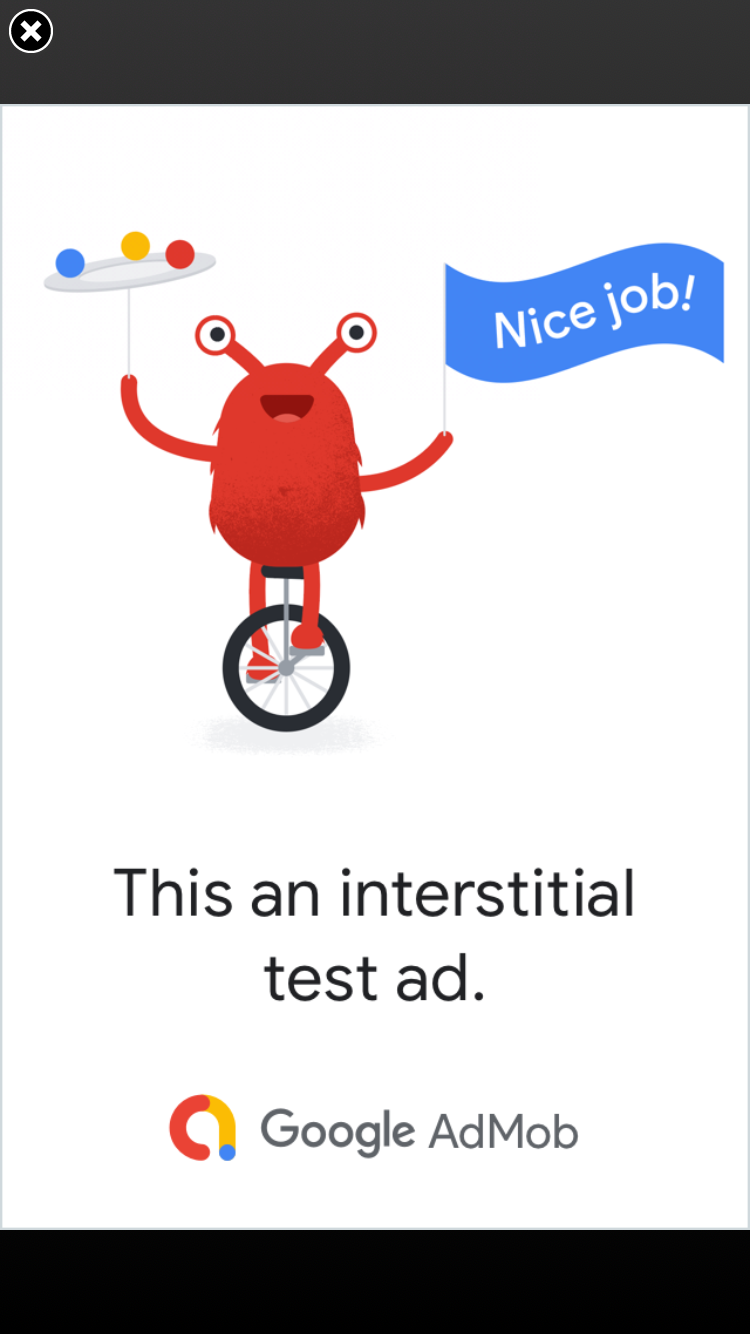 Nice job!
This an interstitial
test ad.
Google AdMob